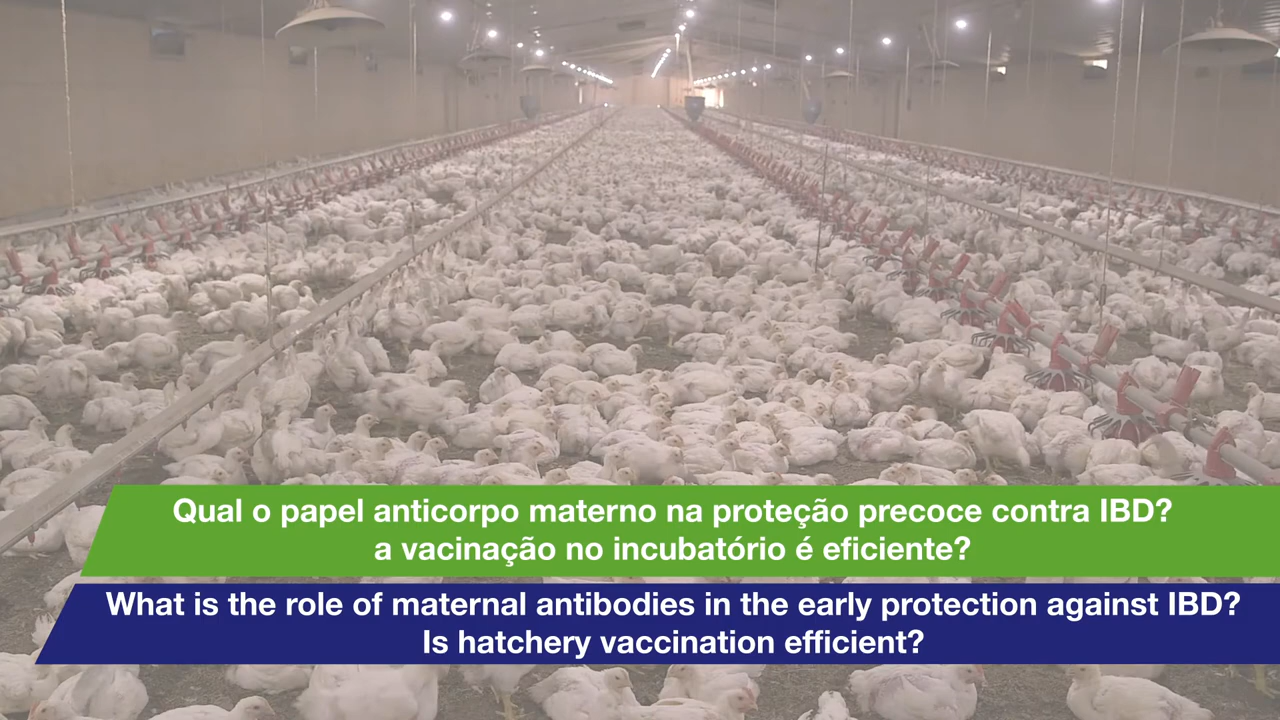 Qual o papel anticorpo materno na proteção precoce contra IBD?
a vacinação no incubatório é eficiente?
What is the role of maternal antibodies in the early protection against IBD?
Is hatchery vaccination efficient?